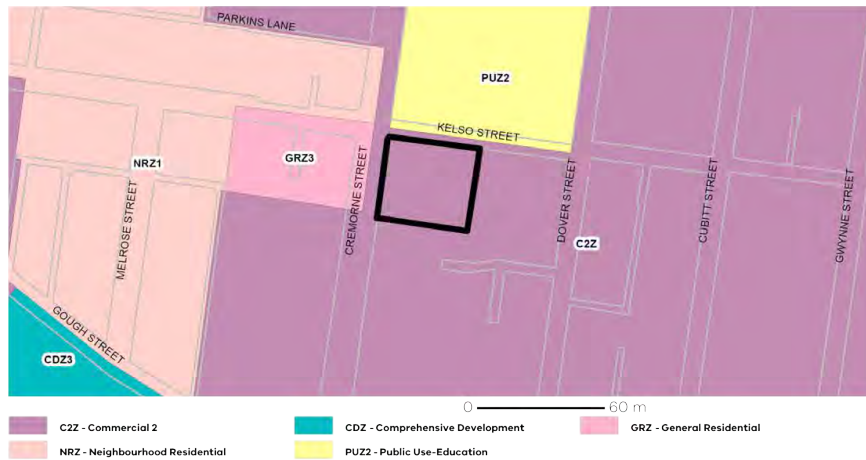 PARKINS LANE
PUZ2
KELSO STREET
GRZ3
NRZ1
CREMORNE STREET
MELROSE STREET
DOVER STREET
CUBITT STREET
GWYNNE STREET
C2Z
GOUGH STREET
CDZ3
0 60 m
C2Z - Commercial 2
CDZ - Comprehensive Development
GRZ - General Residential
NRZ - Neighbourhood Residential
PUZ2 - Public Use-Education